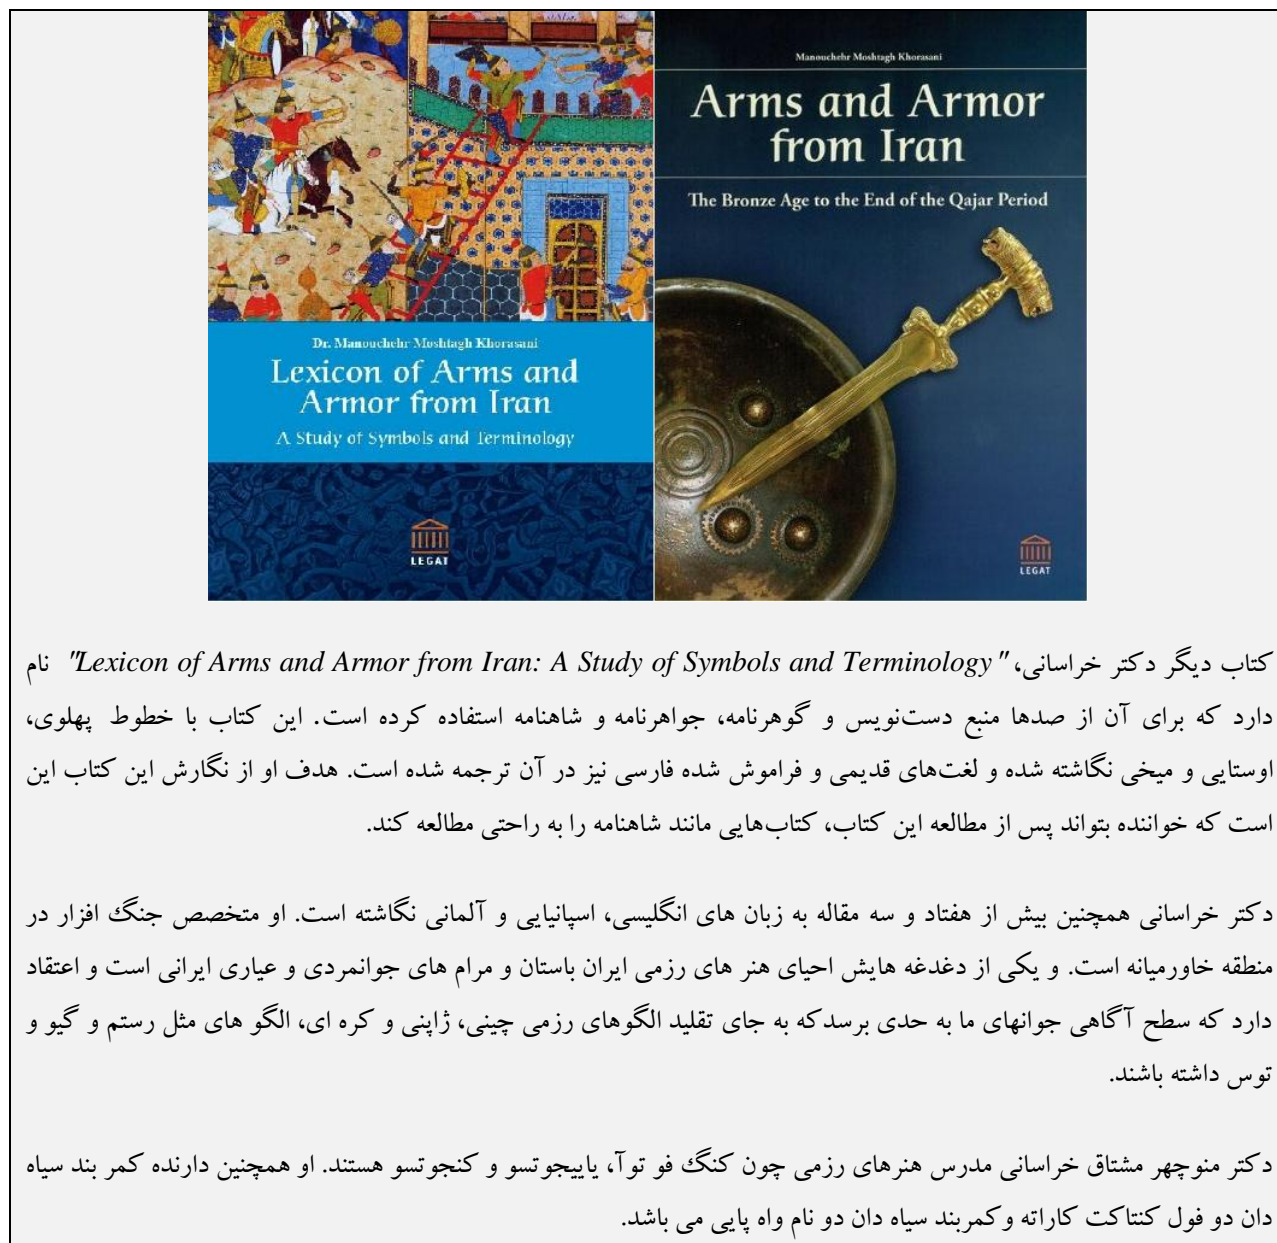 Dr. Manouchehr Moshtagh Khorasani
Lexicon of Arms and
Armor from Iran
A Study of Symbols and Terminology
LEGAT
Manouchehr Moshtagh Khorasani
Arms and Armor
from Iran
The Bronze Age to the End of the Qajar Period
LEGAT
کتاب دیگر دکتر خراسانی، "Lexicon of Arms and Armor from Iran: A Study of Symbols and Terminology" نام
دارد که برای آن از صدها منبع دست‌نویس و گوهرنامه، جواهرنامه و شاهنامه استفاده کرده است. این کتاب با خطوط پهلوی،
اوستایی و میخی نگاشته شده و لغت‌های قدیمی و فراموش شده فارسی نیز در آن ترجمه شده است. هدف او از نگارش این کتاب این
است که خواننده بتواند پس از مطالعه این کتاب، کتاب‌هایی مانند شاهنامه را به راحتی مطالعه کند.
دکتر خراسانی همچنین بیش از هفتاد و سه مقاله به زبان های انگلیسی، اسپانیایی و آلمانی نگاشته است. او متخصص جنگ افزار در
منطقه خاورمیانه است. و یکی از دغدغه هایش احیای هنر های رزمی ایران باستان و مرام های جوانمردی و عیاری ایرانی است و اعتقاد
دارد که سطح آگاهی جوانهای ما به حدی برسدکه به جای تقلید الگوهای رزمی چینی، ژاپنی و کره ای، الگو های مثل رستم و گیو و
توس داشته باشند.
دکتر منوچهر مشتاق خراسانی مدرس هنرهای رزمی چون کنگ فو توآ، یاییجوتسو و کنجوتسو هستند. او همچنین دارنده کمر بند سیاه
دان دو فول کنتاکت کاراته وکمربند سیاه دان دو نام واه پایی می باشد.